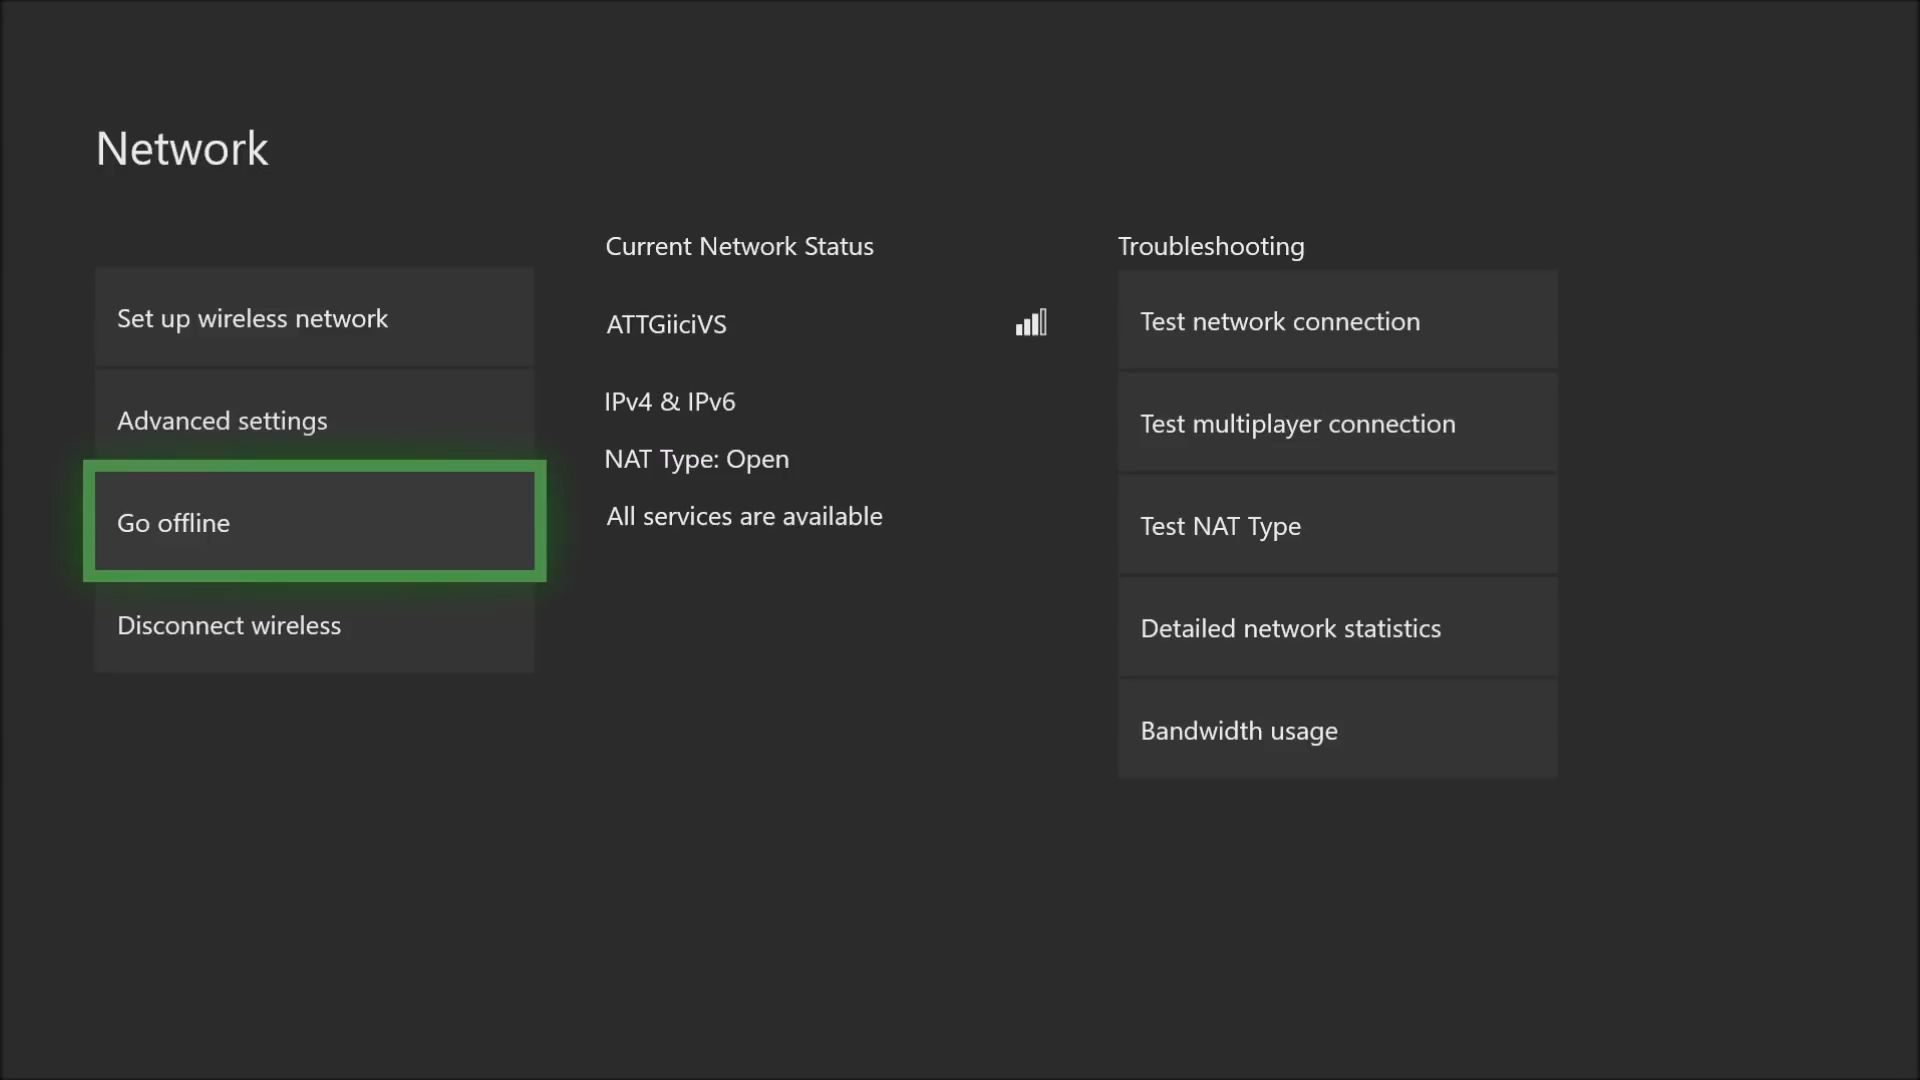 Network
Set up wireless network
Advanced settings
Go offline
Disconnect wireless
Current Network Status
ATTGiiciVS
IPv4 & IPv6
NAT Type: Open
All services are available
Troubleshooting
Test network connection
Test multiplayer connection
Test NAT Type
Detailed network statistics
Bandwidth usage